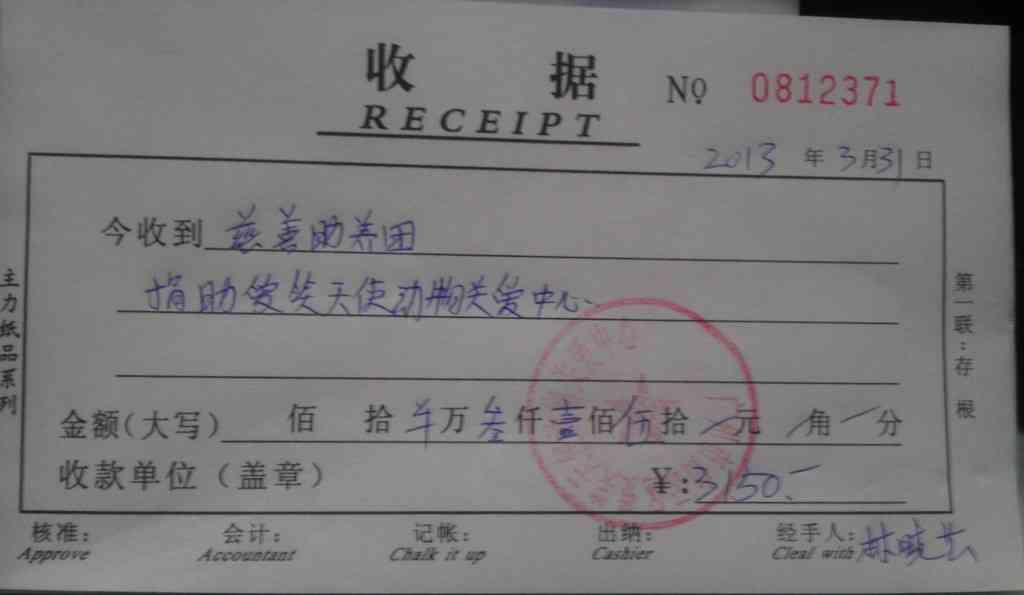 收 据
RECEIPT
№ 0812371
2013 年 3 月 31 日
今收到 慈善助养团
捐助爱笑天使动物关爱中心
金额(大写) 佰 拾 万 叁仟壹佰伍拾 元 角 分
收款单位(盖章) ¥:3150.
核准: 会计: 记帐: 出纳: 经手人:
Approve Accountant Chalk it up Cashier Cleal with
主力纸品系列
第一联:存根